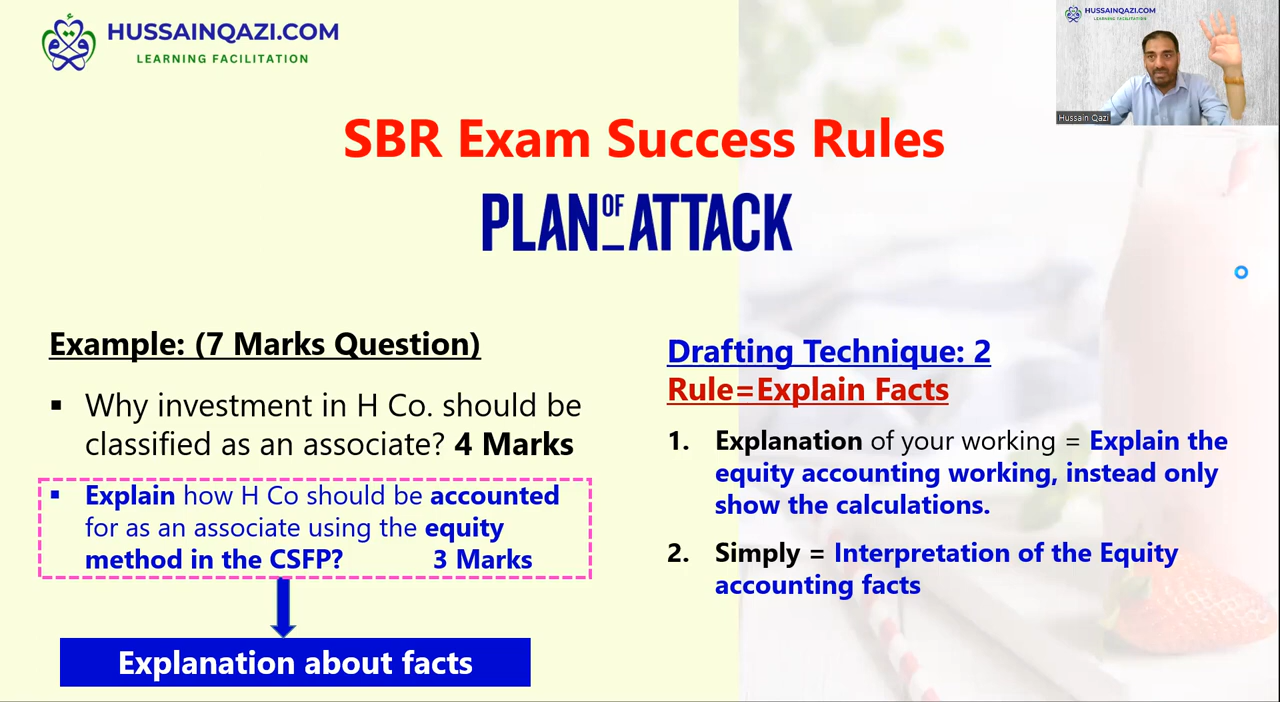 HUSSAINQAZI.COM
LEARNING FACILITATION
HUSSAINQAZI.COM
LEARNING FACILITATION
Hussain Qazi
SBR Exam Success Rules
PLAN OF ATTACK
Example: (7 Marks Question)
▪ Why investment in H Co. should be
classified as an associate? 4 Marks
▪ Explain how H Co should be accounted
for as an associate using the equity
method in the CSFP? 3 Marks
Explanation about facts
Drafting Technique: 2
Rule=Explain Facts
1. Explanation of your working = Explain the
equity accounting working, instead only
show the calculations.
2. Simply = Interpretation of the Equity
accounting facts